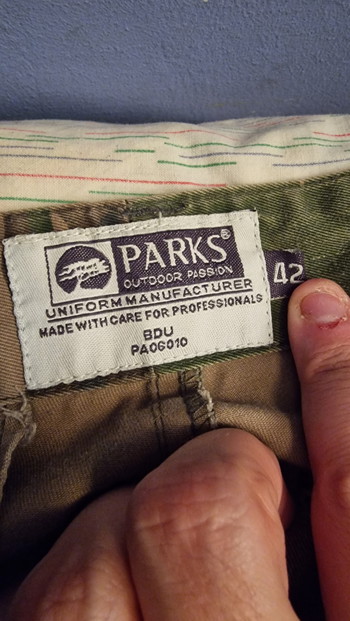 PARKS®
OUTDOOR PASSION
UNIFORM MANUFACTURER
MADE WITH CARE FOR PROFESSIONALS
BDU
PA06010
42